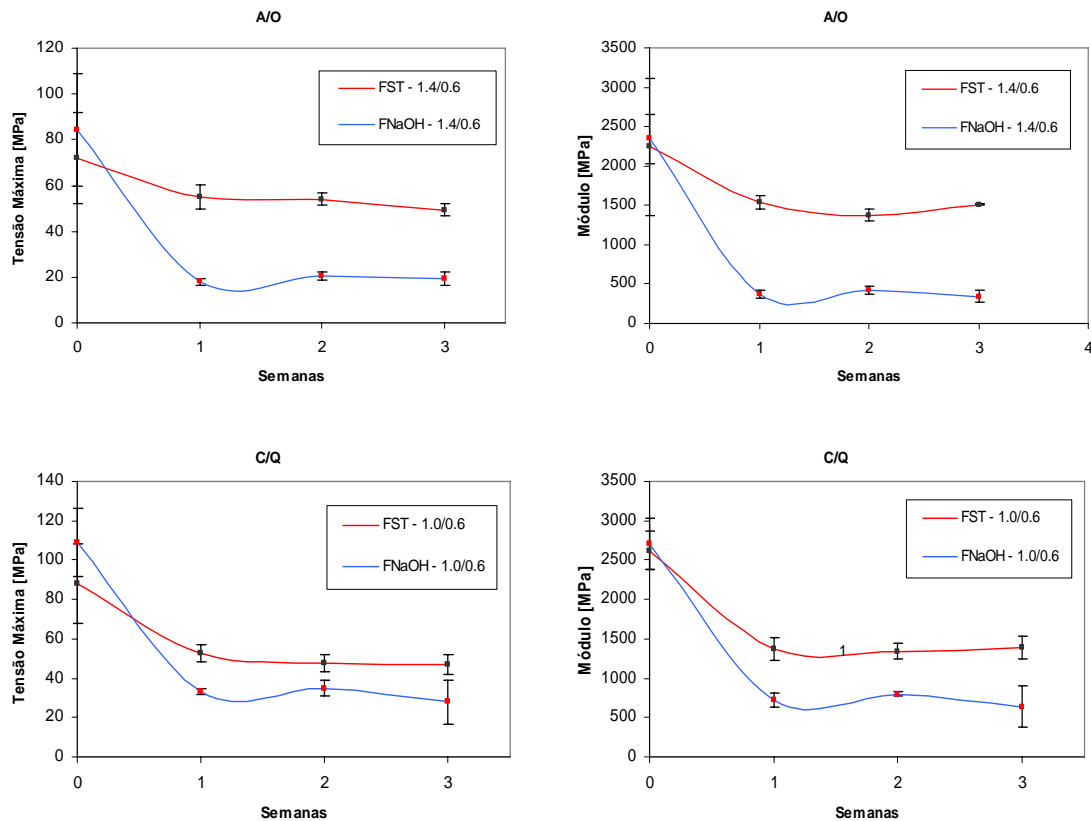 A/O
120
100
80
60
40
20
0
Tensão Máxima [MPa]
FST - 1.4/0.6
FNaOH - 1.4/0.6
0 1 2 3
Semanas
A/O
3500
3000
2500
2000
1500
1000
500
0
Módulo [MPa]
FST - 1.4/0.6
FNaOH - 1.4/0.6
0 1 2 3 4
Semanas
C/Q
140
120
100
80
60
40
20
0
Tensão Máxima [MPa]
FST - 1.0/0.6
FNaOH - 1.0/0.6
0 1 2 3
Semanas
C/Q
3500
3000
2500
2000
1500
1000
500
0
Módulo [MPa]
FST - 1.0/0.6
FNaOH - 1.0/0.6
1
0 1 2 3
Semanas